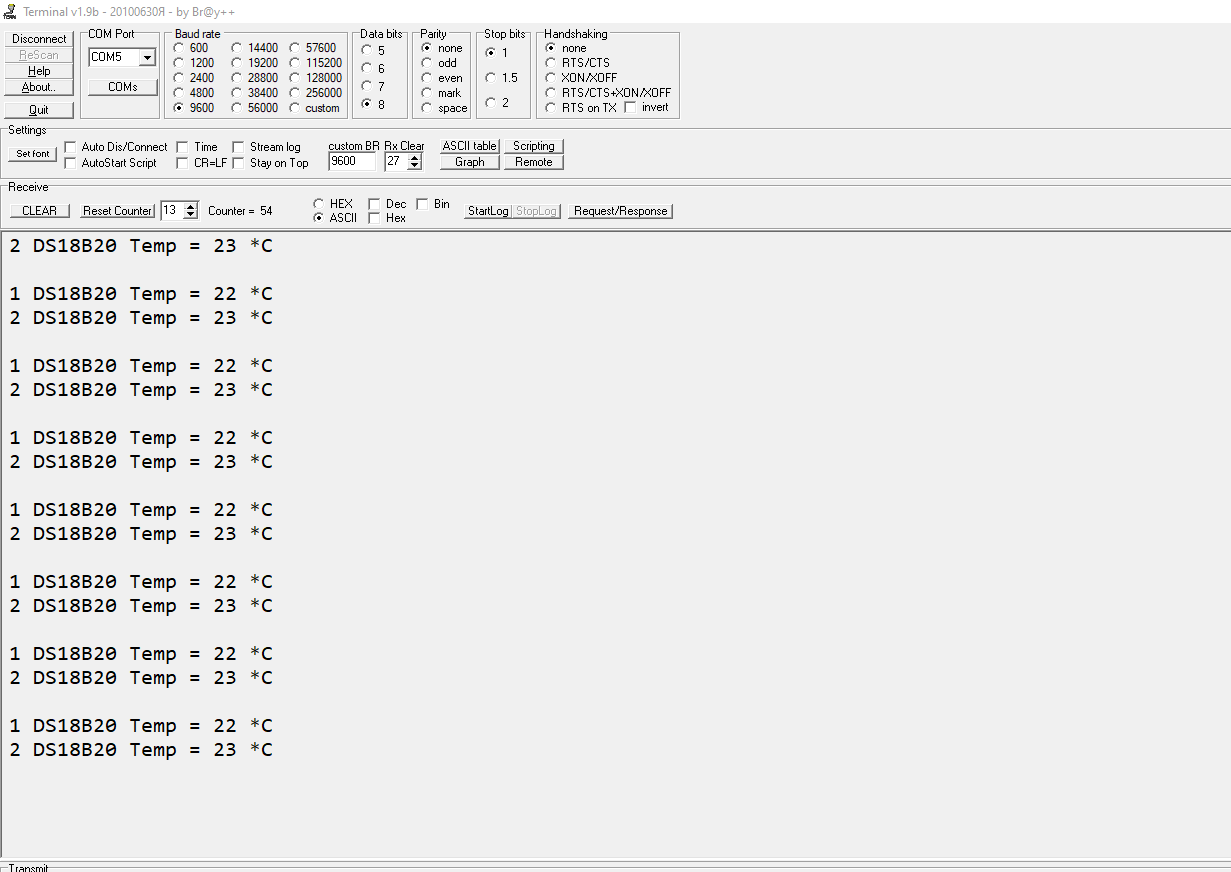 Terminal v1.9b - 20100630Я - by Br@y++
Disconnect
ReScan
Help
About..
Quit
COM Port
COM5
COMs
Baud rate
600 14400 57600
1200 19200 115200
2400 28800 128000
4800 38400 256000
9600 56000 custom
Data bits
5
6
7
8
Parity
none
odd
even
mark
space
Stop bits
1
1.5
2
Handshaking
none
RTS/CTS
XON/XOFF
RTS/CTS+XON/XOFF
RTS on TX invert
Settings
Set font
Auto Dis/Connect Time Stream log
AutoStart Script CR=LF Stay on Top
custom BR Rx Clear
9600 27
ASCII table Scripting
Graph Remote
Receive
CLEAR Reset Counter 13 Counter = 54
HEX Dec Bin
ASCII Hex
StartLog StopLog Request/Response
2 DS18B20 Temp = 23 *C
1 DS18B20 Temp = 22 *C
2 DS18B20 Temp = 23 *C
1 DS18B20 Temp = 22 *C
2 DS18B20 Temp = 23 *C
1 DS18B20 Temp = 22 *C
2 DS18B20 Temp = 23 *C
1 DS18B20 Temp = 22 *C
2 DS18B20 Temp = 23 *C
1 DS18B20 Temp = 22 *C
2 DS18B20 Temp = 23 *C
1 DS18B20 Temp = 22 *C
2 DS18B20 Temp = 23 *C
1 DS18B20 Temp = 22 *C
2 DS18B20 Temp = 23 *C
Transmit